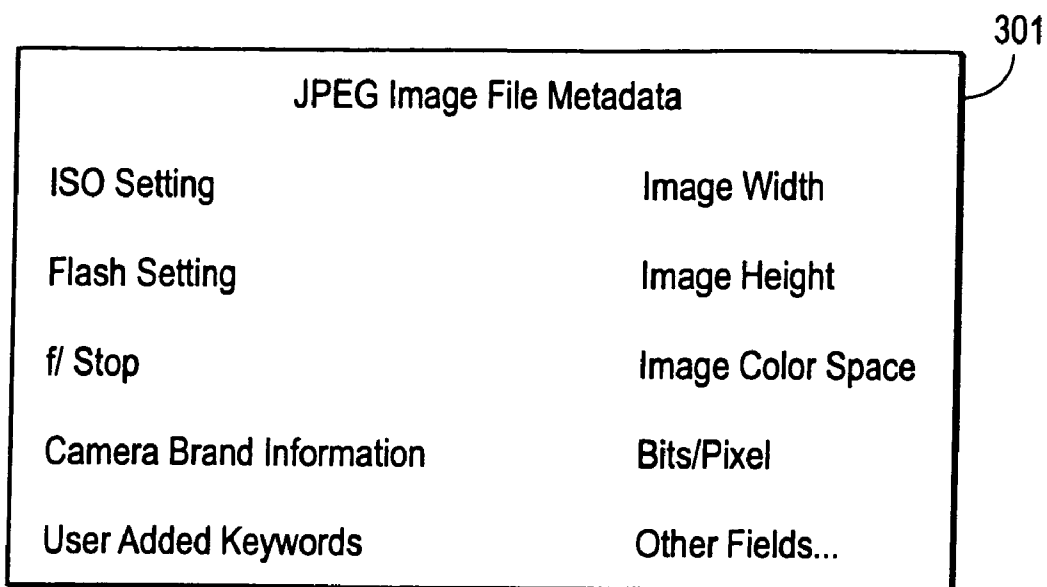 301
JPEG Image File Metadata
ISO Setting Image Width
Flash Setting Image Height
f/ Stop Image Color Space
Camera Brand Information Bits/Pixel
User Added Keywords Other Fields...